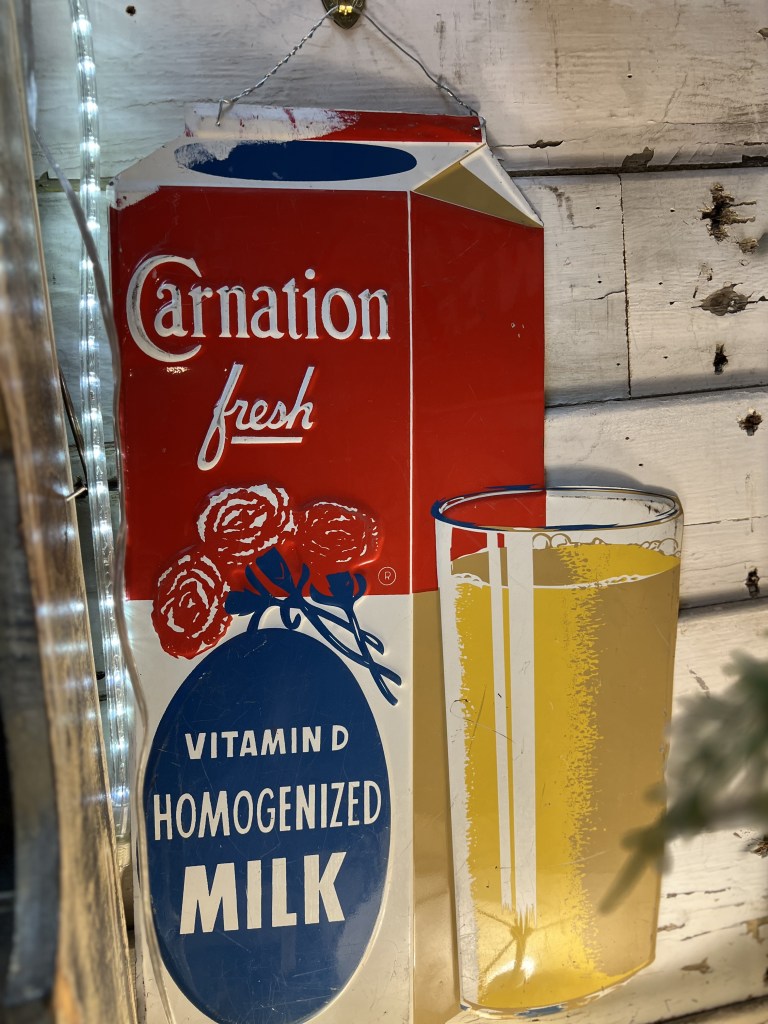 Carnation
fresh
®
VITAMIN D
HOMOGENIZED
MILK